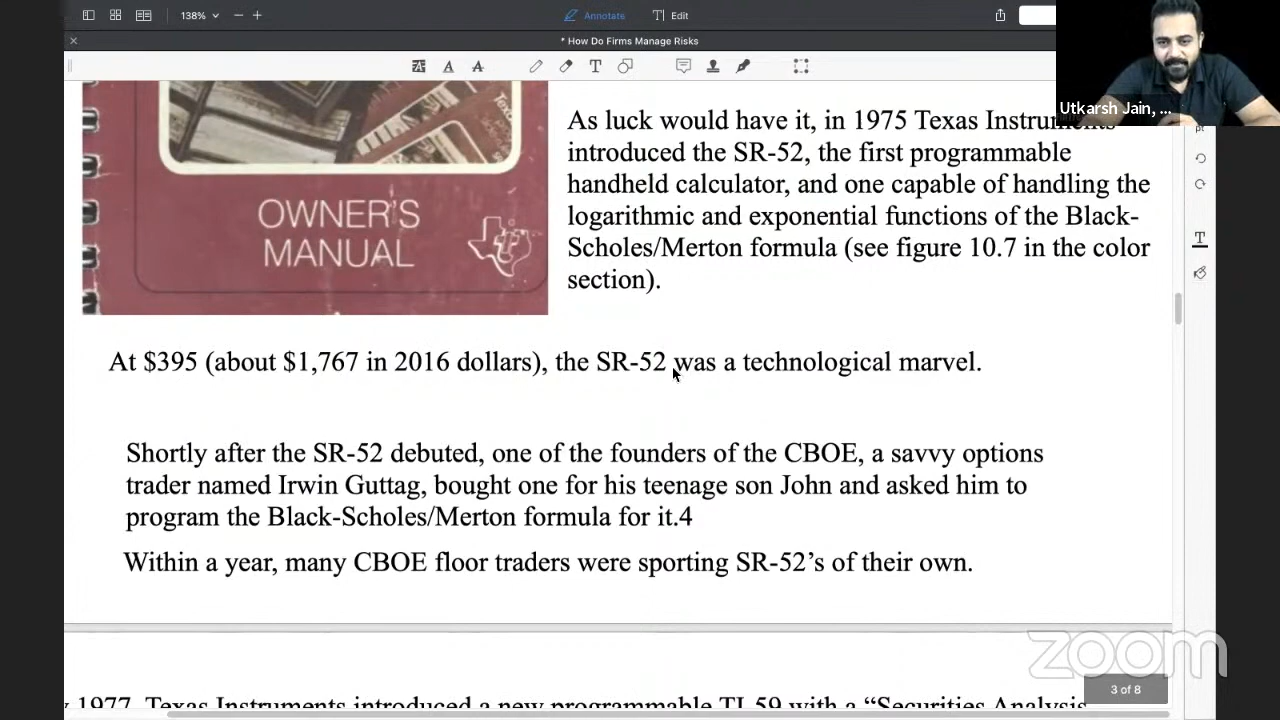 138%
Annotate
Edit
* How Do Firms Manage Risks
Utkarsh Jain, ...
OWNER'S
MANUAL
As luck would have it, in 1975 Texas Instruments
introduced the SR-52, the first programmable
handheld calculator, and one capable of handling the
logarithmic and exponential functions of the Black-
Scholes/Merton formula (see figure 10.7 in the color
section).
At $395 (about $1,767 in 2016 dollars), the SR-52 was a technological marvel.
Shortly after the SR-52 debuted, one of the founders of the CBOE, a savvy options
trader named Irwin Guttag, bought one for his teenage son John and asked him to
program the Black-Scholes/Merton formula for it.4
Within a year, many CBOE floor traders were sporting SR-52’s of their own.
zoom
3 of 8
1977, Texas Instruments introduced a new programmable TI-59 with a “Securities Analysis